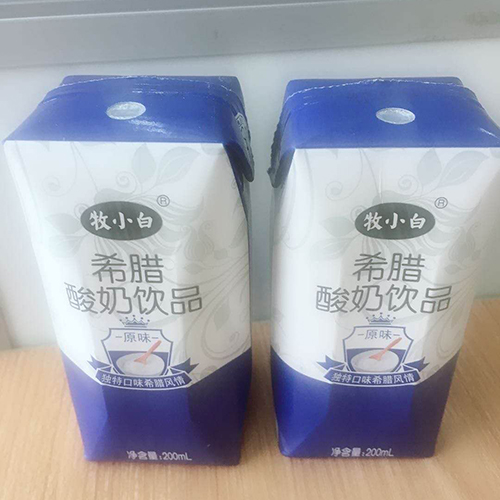 牧小白®
希腊
酸奶饮品
原味
独特口味希腊风情
净含量:200mL
牧小白®
希腊
酸奶饮品
原味
独特口味希腊风情
净含量:200mL